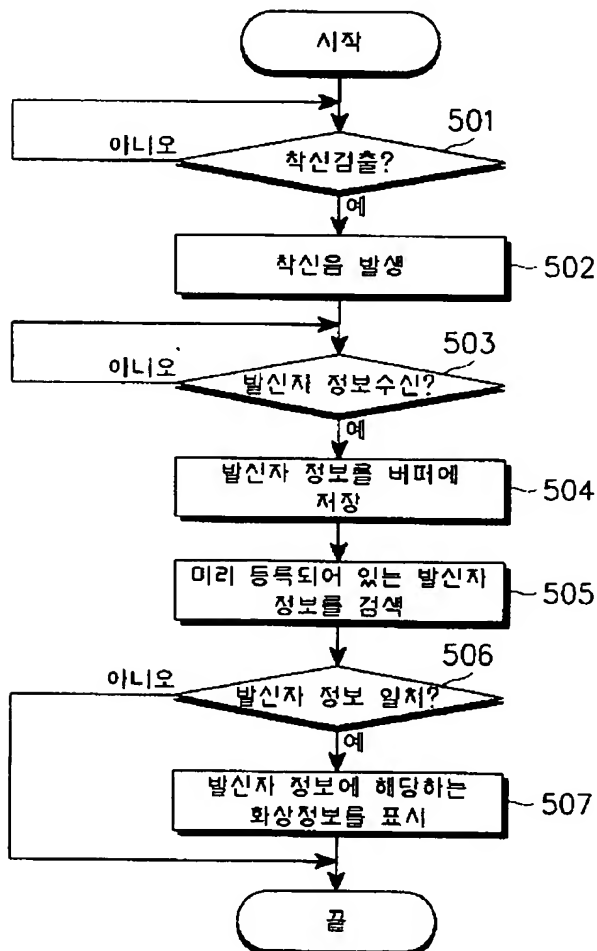 시작
501
아니오
착신검출?
예
착신음 발생
502
503
아니오
발신자 정보수신?
예
발신자 정보를 버퍼에
저장
504
미리 등록되어 있는 발신자
정보를 검색
505
506
아니오
발신자 정보 일치?
예
발신자 정보에 해당하는
화상정보를 표시
507
끝